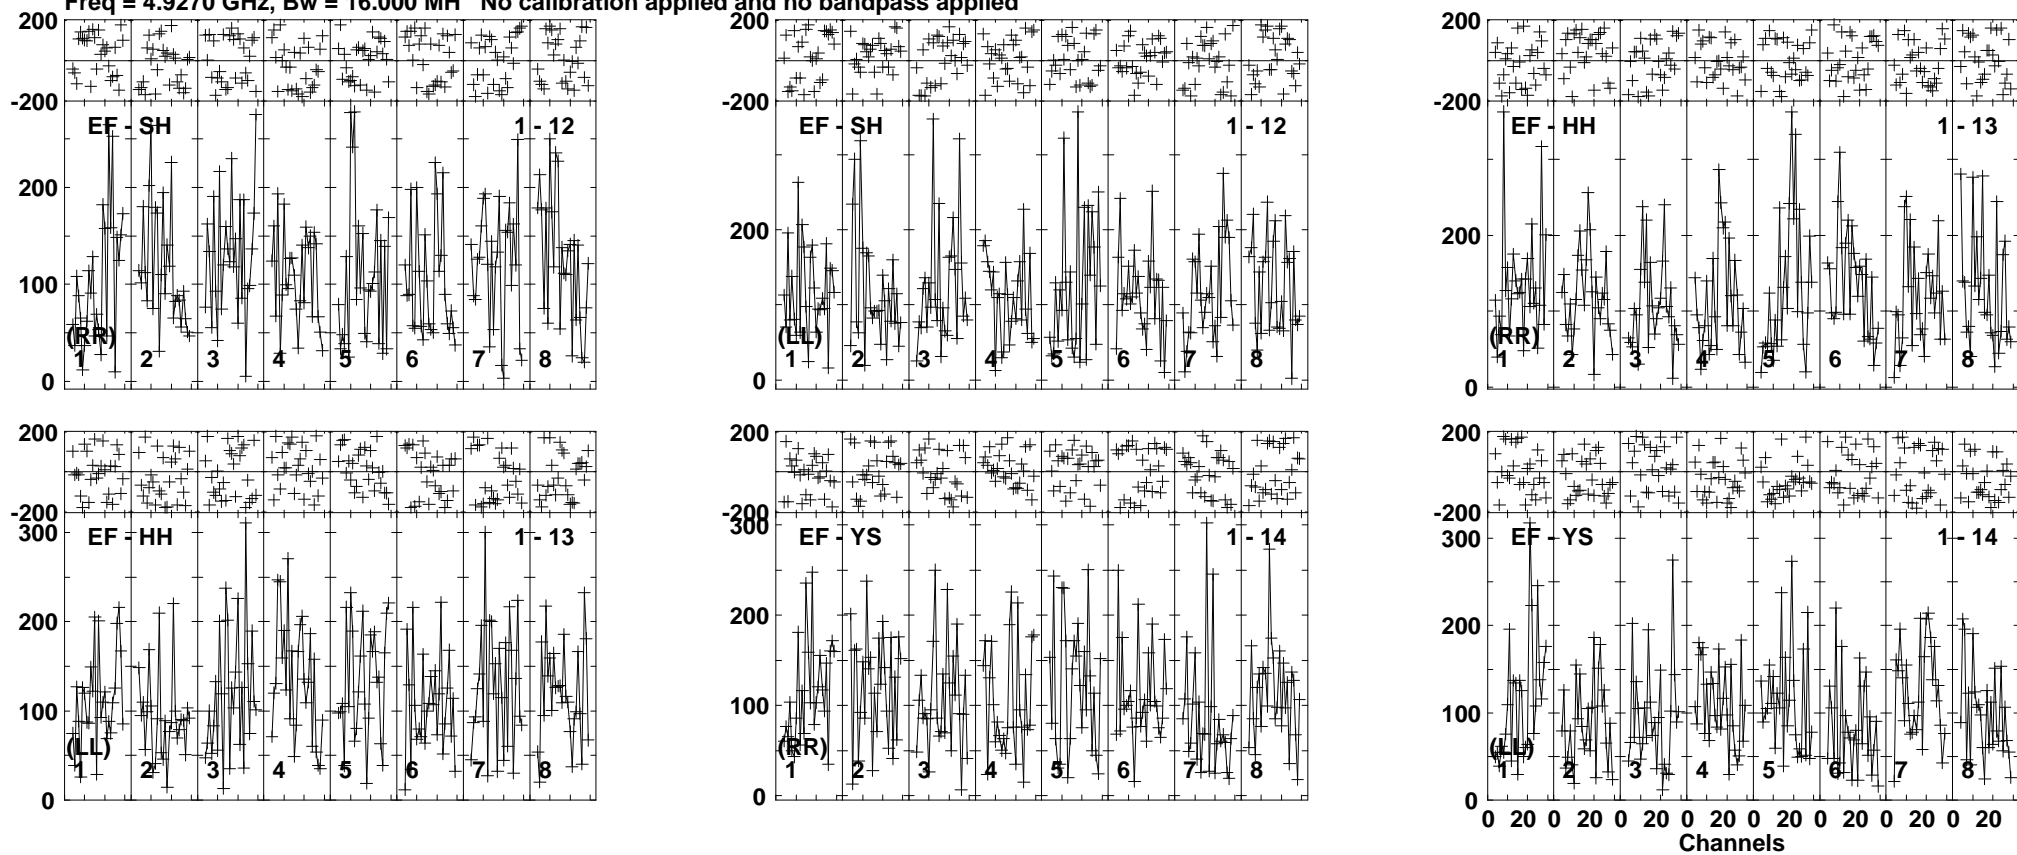 Freq = 4.9270 GHz, Bw = 16.000 MH No calibration applied and no bandpass applied
200 200 200
-200 -200 -200
EF - SH 1 - 12 EF - SH 1 - 12 EF - HH 1 - 13
200 200 200
100
(RR) (LL) (RR)
1 2 3 4 5 6 7 8 1 2 3 4 5 6 7 8 1 2 3 4 5 6 7 8
0 0 0
200 200 200
-200 -200 -200
300 300 300
EF - HH 1 - 13 EF - YS 1 - 14 EF - YS 1 - 14
200 200 200
100 100 100
(LL) (RR) (LL)
1 2 3 4 5 6 7 8 1 2 3 4 5 6 7 8 1 2 3 4 5 6 7 8
0 0 0
0 20 0 20 0 20 0 20 0 20 0 20 0 20 0 20
Channels